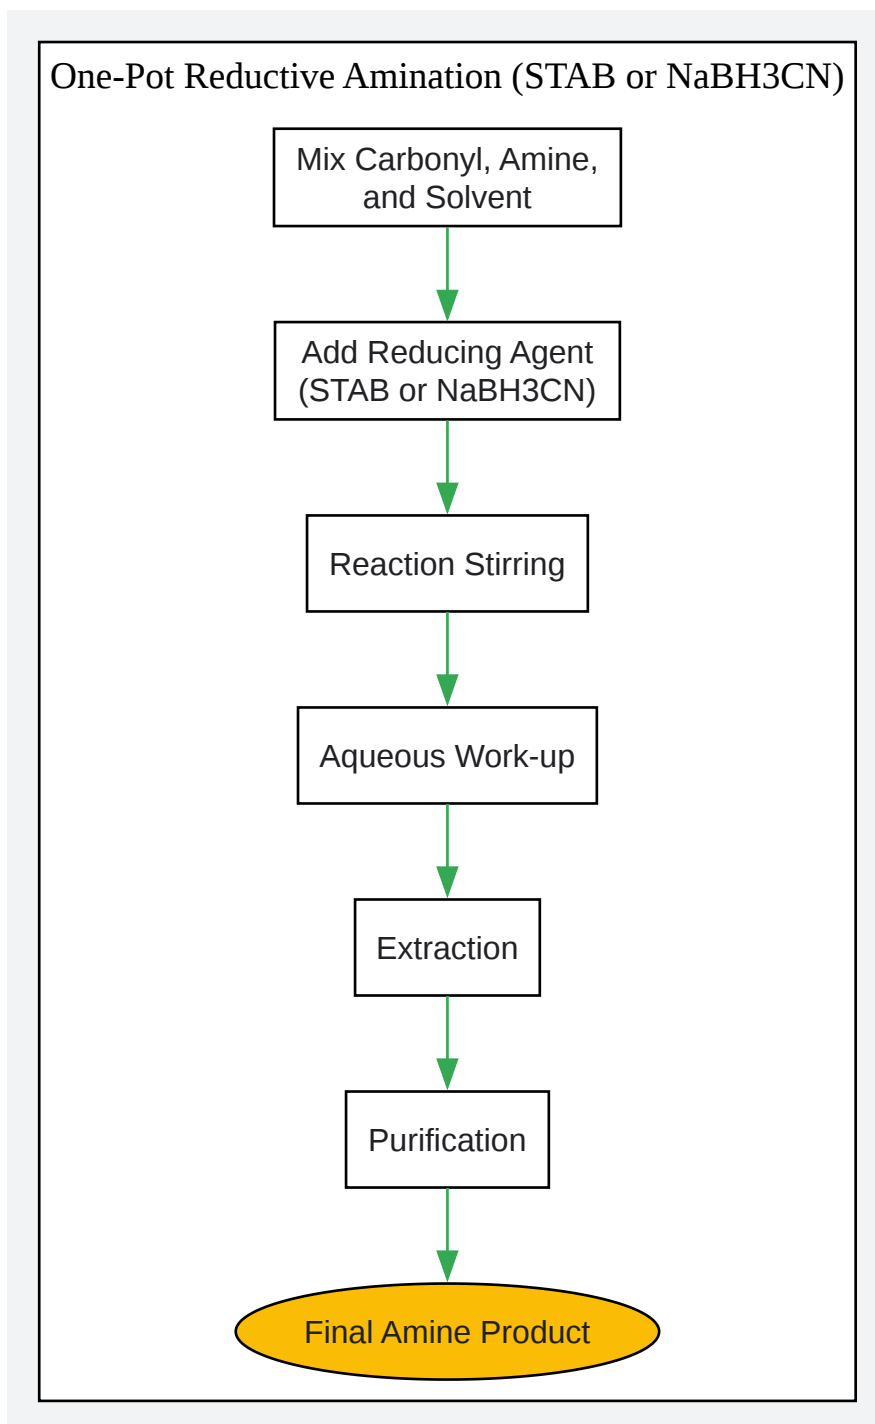 One-Pot Reductive Amination (STAB or NaBH3CN)
Mix Carbonyl, Amine,
and Solvent
Add Reducing Agent
(STAB or NaBH3CN)
Reaction Stirring
Aqueous Work-up
Extraction
Purification
Final Amine Product